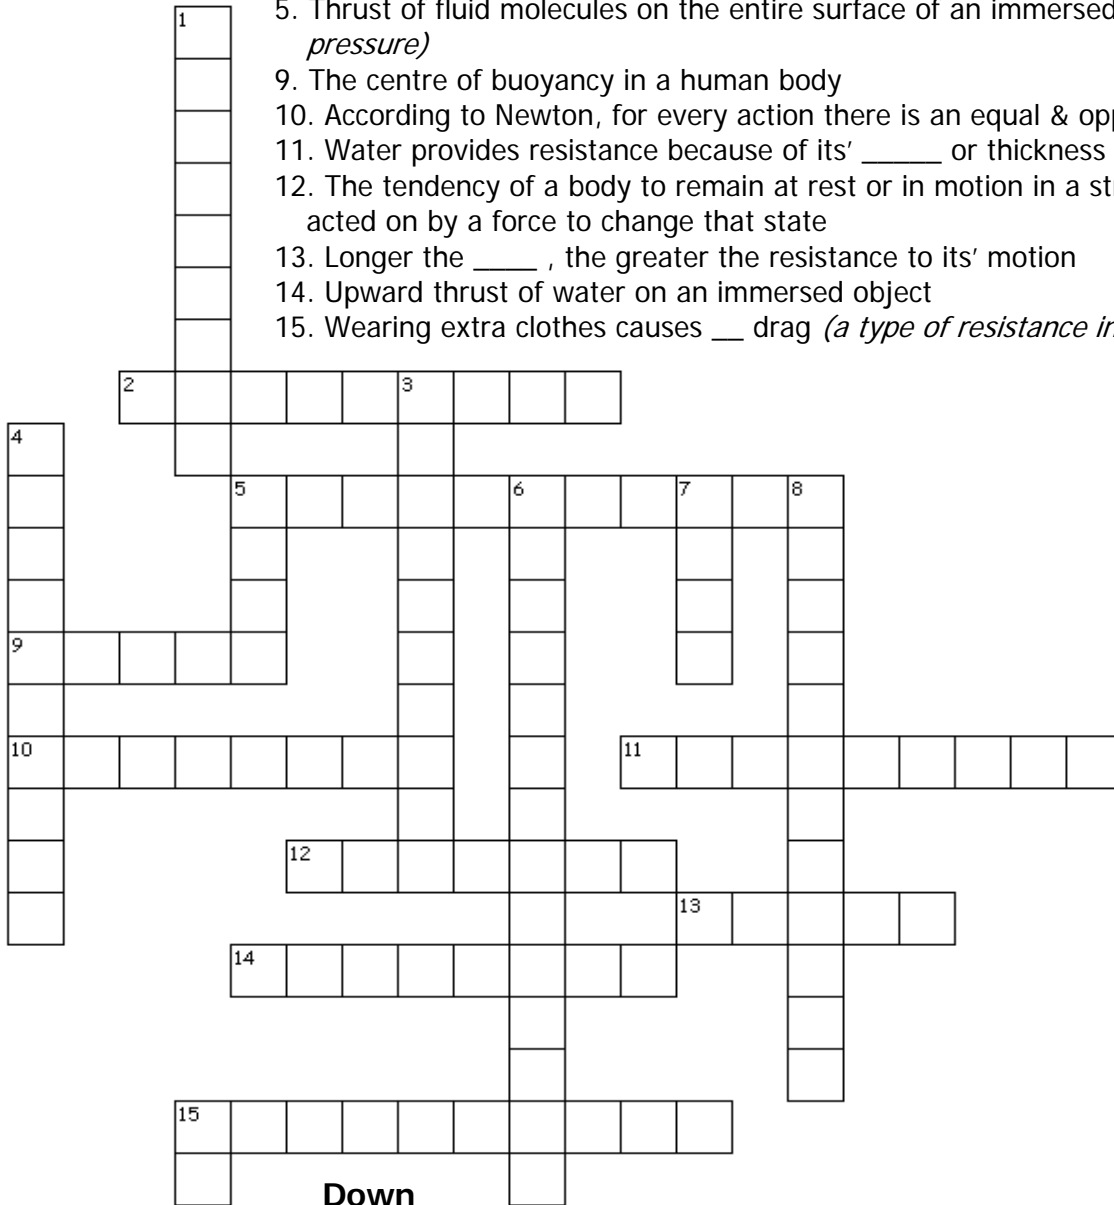 1
5. Thrust of fluid molecules on the entire surface of an immersed
pressure)
9. The centre of buoyancy in a human body
10. According to Newton, for every action there is an equal & opp
11. Water provides resistance because of its’ _____ or thickness
12. The tendency of a body to remain at rest or in motion in a st
acted on by a force to change that state
13. Longer the ____ , the greater the resistance to its’ motion
14. Upward thrust of water on an immersed object
15. Wearing extra clothes causes __ drag (a type of resistance in
2 3
4
5 6 7 8
9
10 11
12
13
14
15
Down